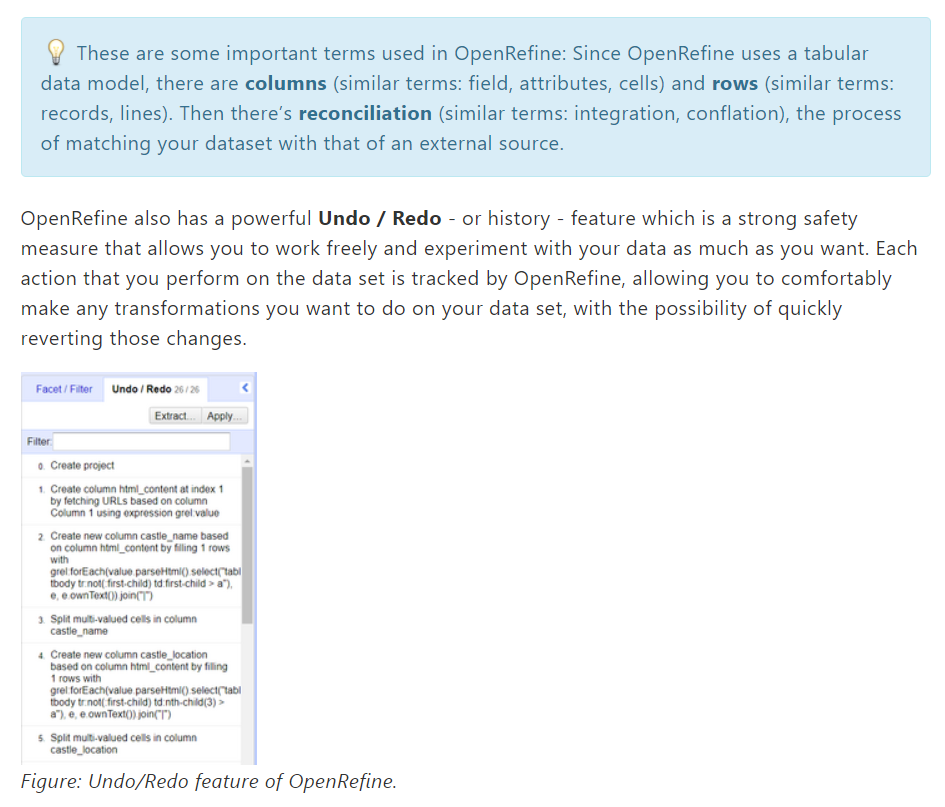 These are some important terms used in OpenRefine: Since OpenRefine uses a tabular
data model, there are columns (similar terms: field, attributes, cells) and rows (similar terms:
records, lines). Then there’s reconciliation (similar terms: integration, conflation), the process
of matching your dataset with that of an external source.
OpenRefine also has a powerful Undo / Redo - or history - feature which is a strong safety
measure that allows you to work freely and experiment with your data as much as you want. Each
action that you perform on the data set is tracked by OpenRefine, allowing you to comfortably
make any transformations you want to do on your data set, with the possibility of quickly
reverting those changes.
Facet / Filter Undo / Redo 26 / 26
Extract... Apply...
Filter:
0. Create project
1. Create column html_content at index 1
by fetching URLs based on column
Column 1 using expression grel:value
2. Create new column castle_name based
on column html_content by filling 1 rows
with
grel:forEach(value.parseHtml().select("tabl
tbody tr:not(:first-child) td:first-child > a"),
e, e.ownText()).join("|")
3. Split multi-valued cells in column
castle_name
4. Create new column castle_location
based on column html_content by filling
1 rows with
grel:forEach(value.parseHtml().select("tabl
tbody tr:not(:first-child) td:nth-child(3) >
a"), e, e.ownText()).join("|")
5. Split multi-valued cells in column
castle_location
Figure: Undo/Redo feature of OpenRefine.